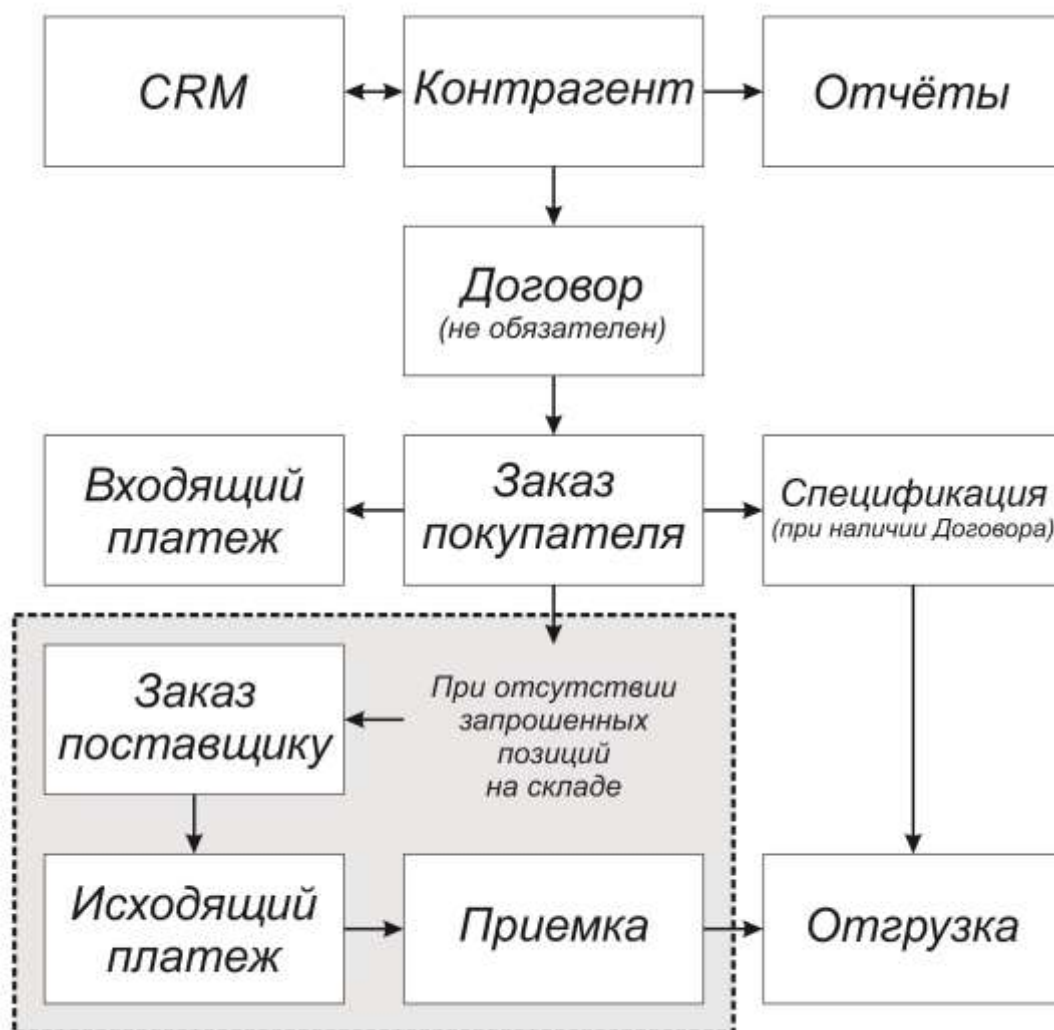 CRM
Контрагент
Отчёты
Договор
(не обязателен)
Входящий
платеж
Заказ
покупателя
Спецификация
(при наличии Договора)
Заказ
поставщику
При отсутствии
запрошенных
позиций
на складе
Исходящий
платеж
Приемка
Отгрузка